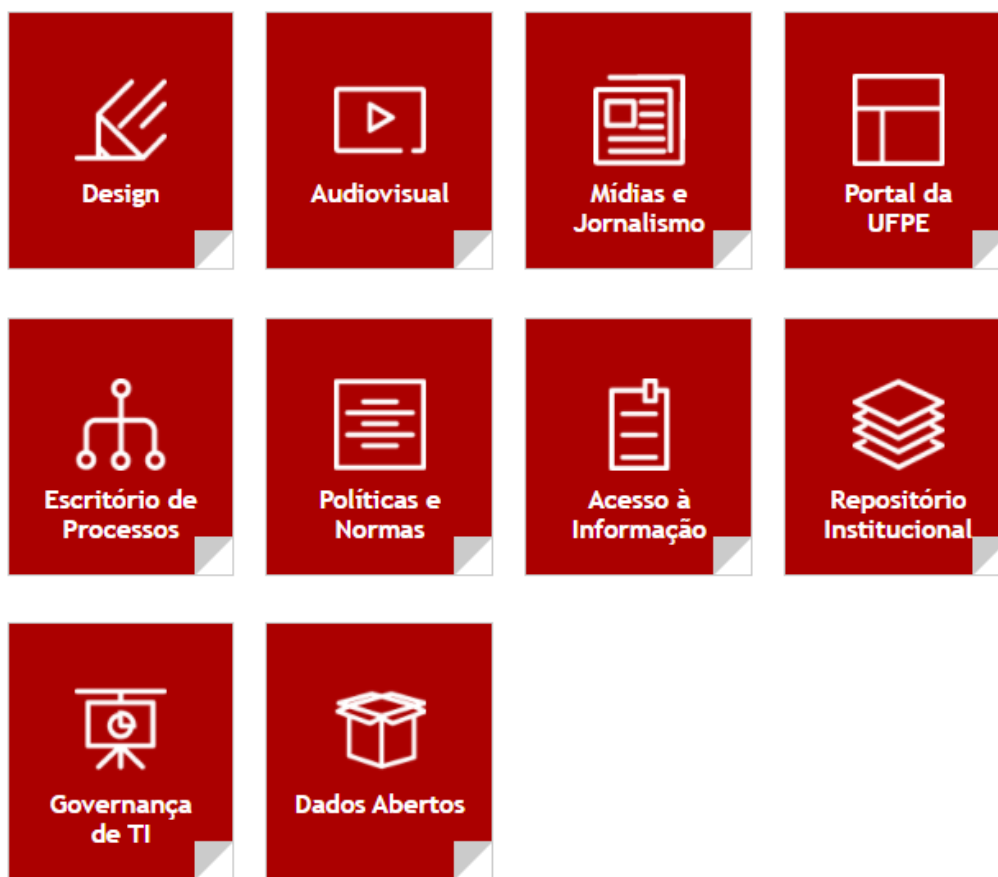 Design
Audiovisual
Mídias e
Jornalismo
Portal da
UFPE
Escritório de
Processos
Políticas e
Normas
Acesso à
Informação
Repositório
Institucional
Governança
de TI
Dados Abertos